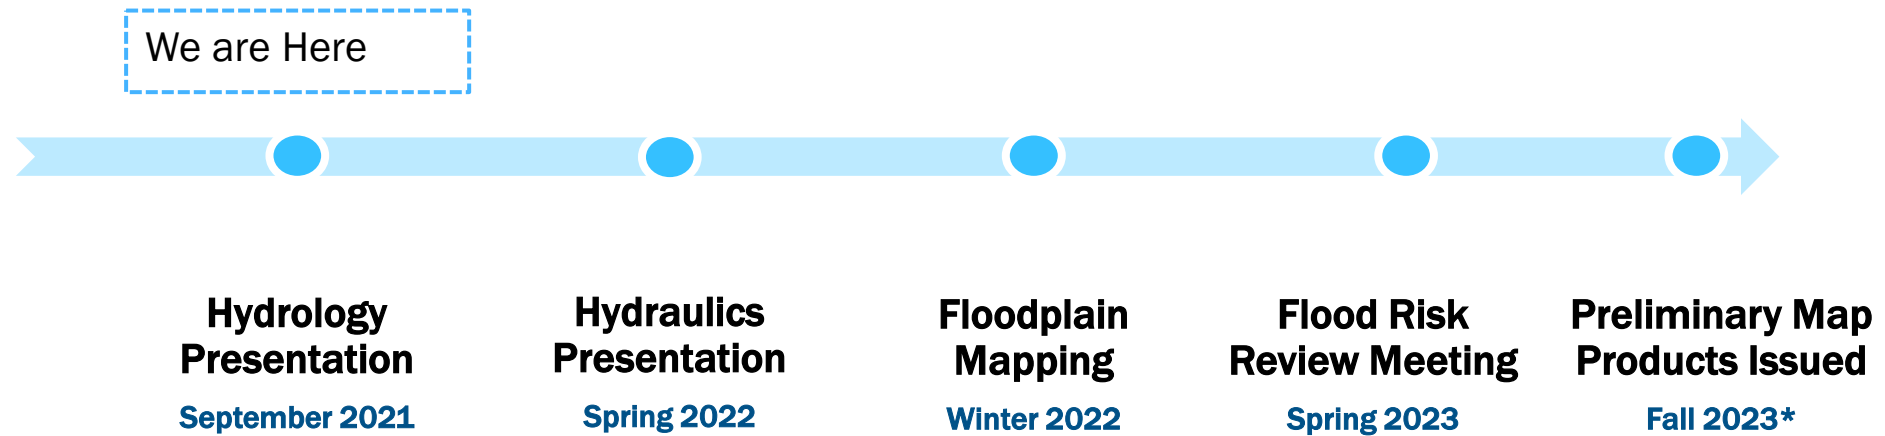 We are Here
Hydrology
Presentation
September 2021
Hydraulics
Presentation
Spring 2022
Floodplain
Mapping
Winter 2022
Flood Risk
Review Meeting
Spring 2023
Preliminary Map
Products Issued
Fall 2023*